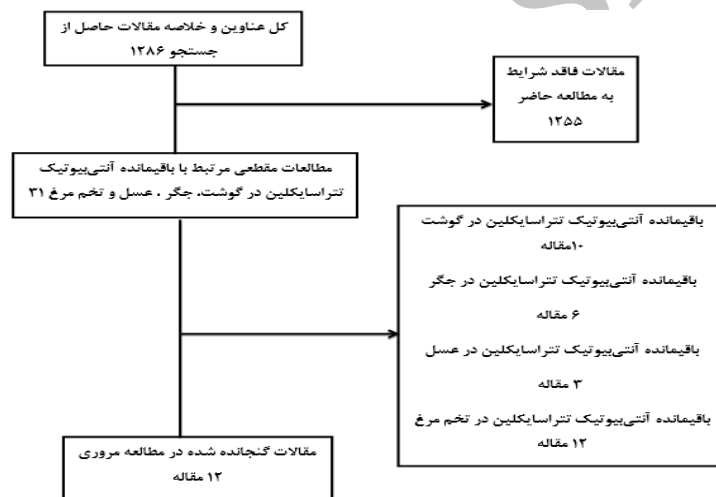 کل عناوین و خلاصه مقالات حاصل از
جستجو ۱۲۸۶
مقالات فاقد شرایط
به مطالعه حاضر
۱۲۵۵
مطالعات مقطعی مرتبط با باقیمانده آنتی‌بیوتیک
تتراسایکلین در گوشت، جگر ، عسل و تخم مرغ ۳۱
باقیمانده آنتی‌بیوتیک تتراسایکلین در گوشت
۱۰مقاله
باقیمانده آنتی‌بیوتیک تتراسایکلین در جگر
۶ مقاله
باقیمانده آنتی‌بیوتیک تتراسایکلین در عسل
۳ مقاله
باقیمانده آنتی‌بیوتیک تتراسایکلین در تخم مرغ
۱۲ مقاله
مقالات گنجانده شده در مطالعه مروری
۱۲ مقاله